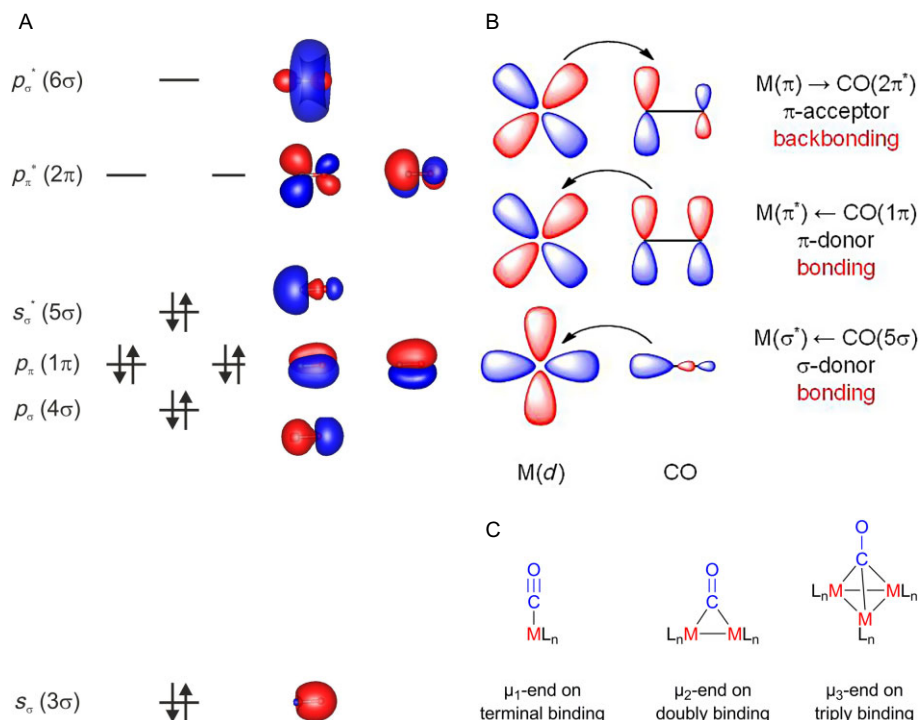 A
pσ* (6σ)
pπ* (2π)
sσ* (5σ)
pπ (1π)
pσ (4σ)
sσ (3σ)
B
M(π) → CO(2π*)
π-acceptor
backbonding
M(π*) ← CO(1π)
π-donor
bonding
M(σ*) ← CO(5σ)
σ-donor
bonding
M(d) CO
C
O
C
MLn
μ1-end on
terminal binding
O
C
LnM MLn
μ2-end on
doubly binding
O
C
LnM MLn
M
Ln
μ3-end on
triply binding